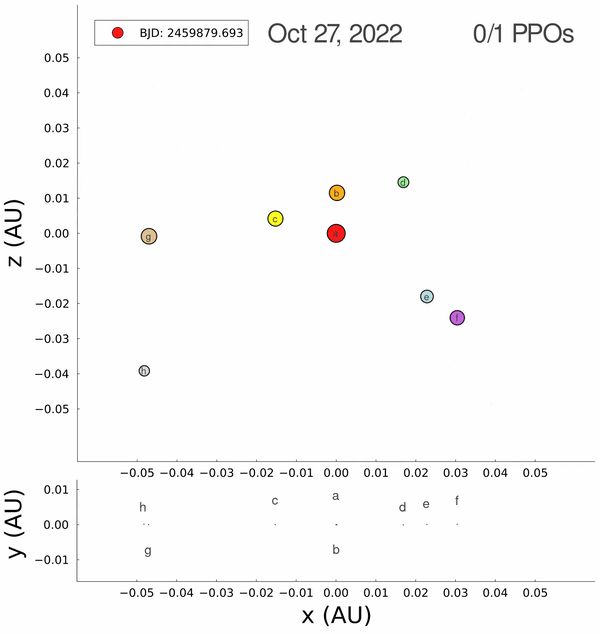 BJD: 2459879.693
Oct 27, 2022
0/1 PPOs
z (AU)
0.05
0.04
0.03
0.02
0.01
0.00
−0.01
−0.02
−0.03
−0.04
−0.05
d
b
c
a
g
e
f
h
−0.05 −0.04 −0.03 −0.02 −0.01 0.00 0.01 0.02 0.03 0.04 0.05
y (AU)
0.01
0.00
−0.01
h c a d e f
g b
−0.05 −0.04 −0.03 −0.02 −0.01 0.00 0.01 0.02 0.03 0.04 0.05
x (AU)